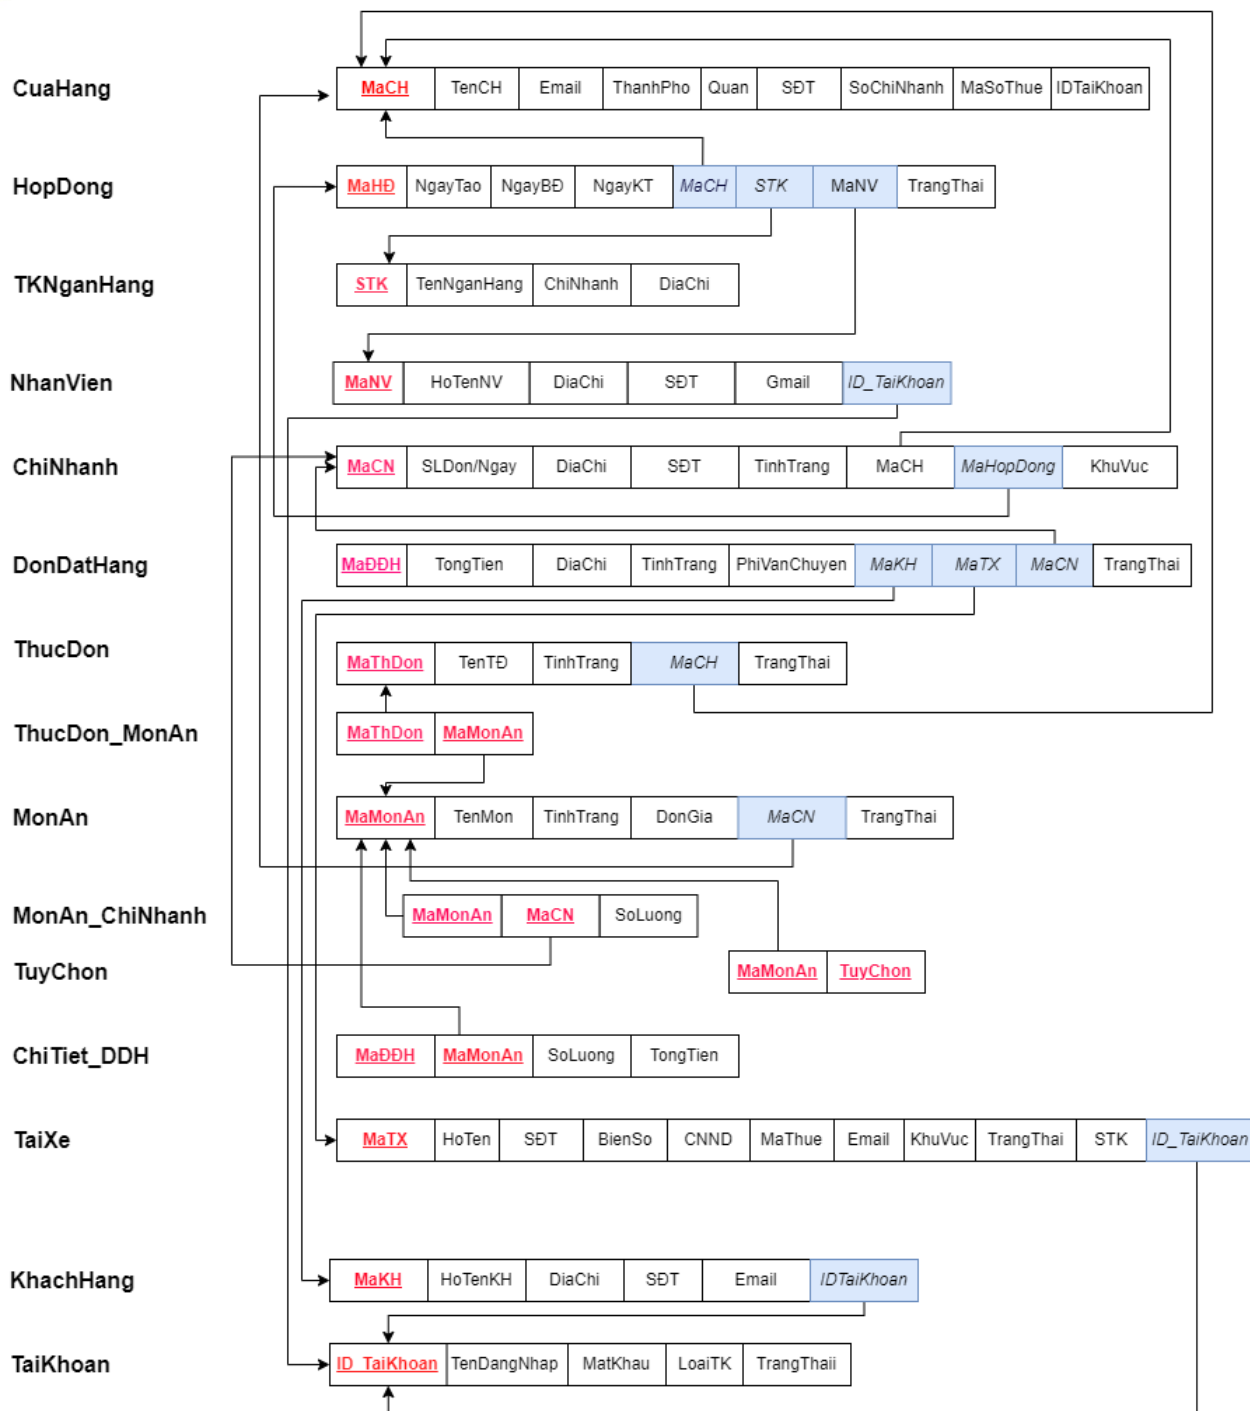 CuaHang MaCH TenCH Email ThanhPho Quan SĐT SoChiNhanh MaSoThue IDTaiKhoan
HopDong MaHĐ NgayTao NgayBĐ NgayKT MaCH STK MaNV TrangThai
TKNganHang STK TenNganHang ChiNhanh DiaChi
NhanVien MaNV HoTenNV DiaChi SĐT Gmail ID_TaiKhoan
ChiNhanh MaCN SLDon/Ngay DiaChi SĐT TinhTrang MaCH MaHopDong KhuVuc
DonDatHang MaĐĐH TongTien DiaChi TinhTrang PhiVanChuyen MaKH MaTX MaCN TrangThai
ThucDon MaThDon TenTĐ TinhTrang MaCH TrangThai
ThucDon_MonAn MaThDon MaMonAn
MonAn MaMonAn TenMon TinhTrang DonGia MaCN TrangThai
MonAn_ChiNhanh MaMonAn MaCN SoLuong
TuyChon MaMonAn TuyChon
ChiTiet_DDH MaĐĐH MaMonAn SoLuong TongTien
TaiXe MaTX HoTen SĐT BienSo CNND MaThue Email KhuVuc TrangThai STK ID_TaiKhoan
KhachHang MaKH HoTenKH DiaChi SĐT Email IDTaiKhoan
TaiKhoan ID_TaiKhoan TenDangNhap MatKhau LoaiTK TrangThaii